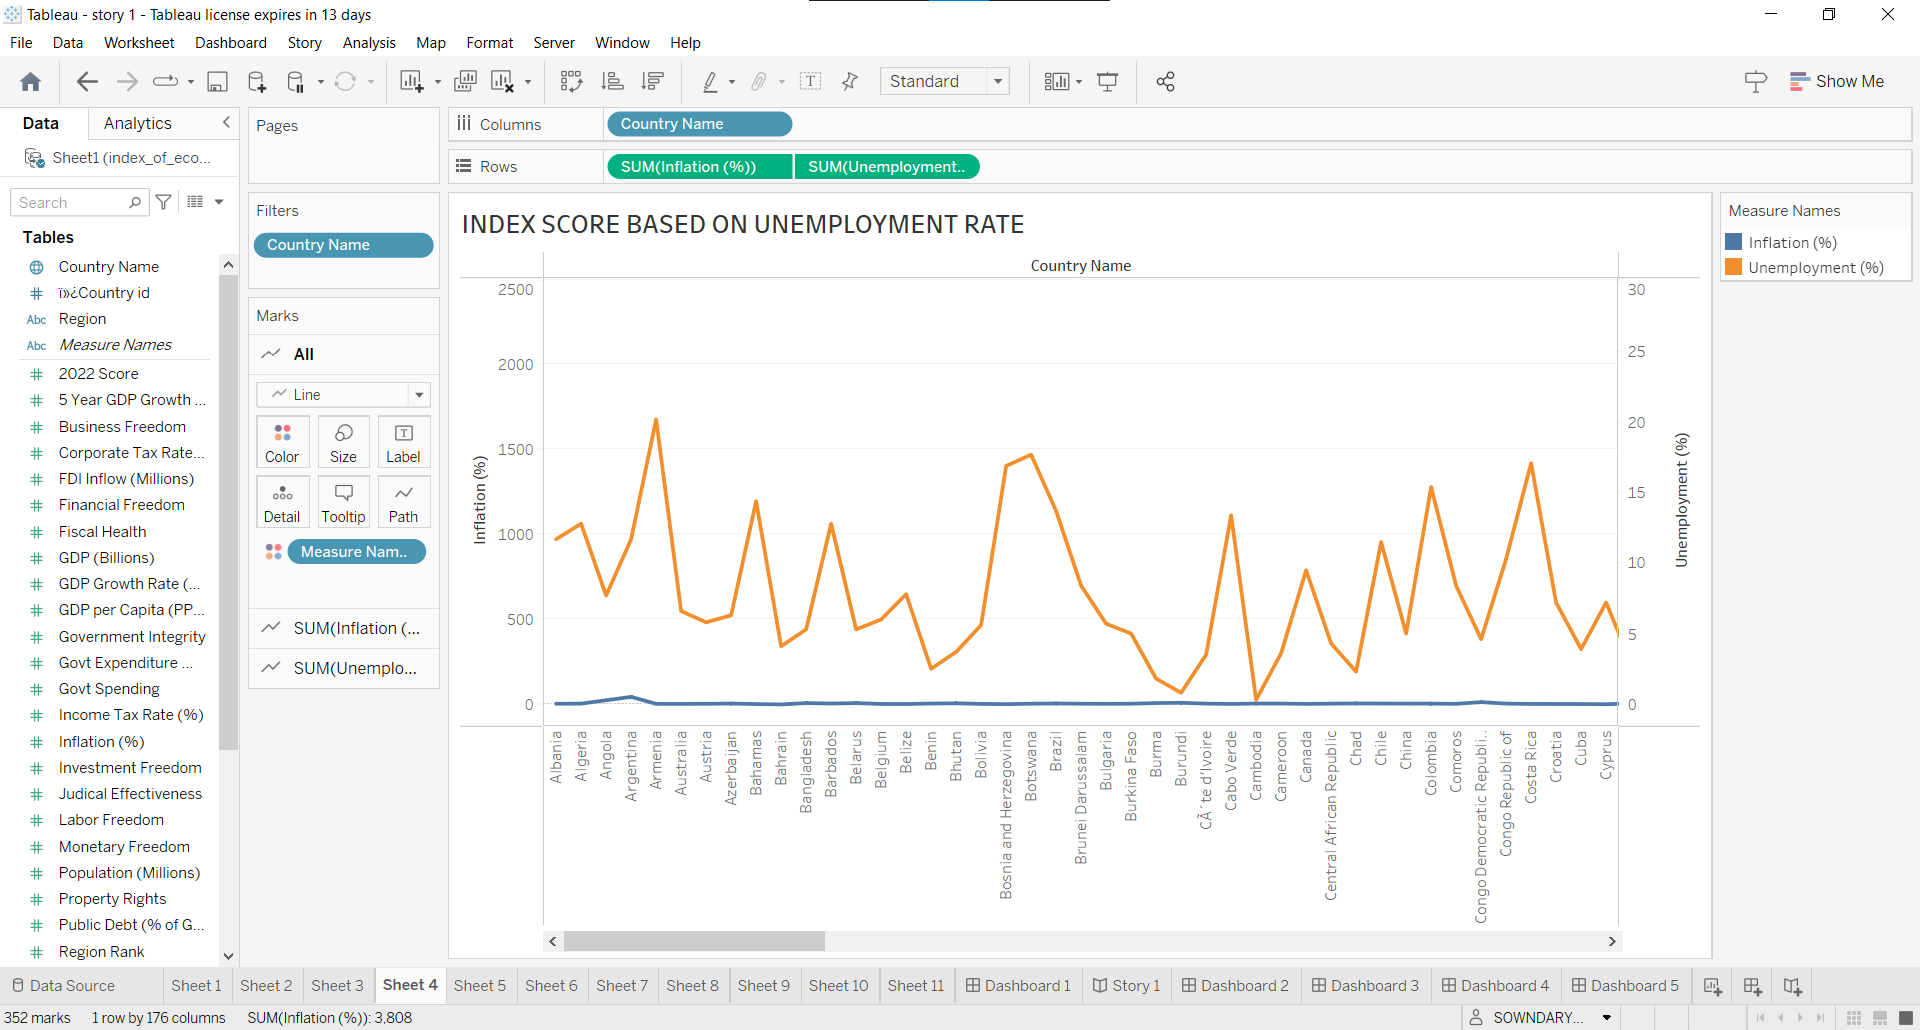 Tableau - story 1 - Tableau license expires in 13 days
File Data Worksheet Dashboard Story Analysis Map Format Server Window Help
Standard
Show Me
Data Analytics
Sheet1 (index_of_eco...
Search
Tables
Country Name
ï»¿Country id
Abc Region
Abc Measure Names
2022 Score
5 Year GDP Growth ...
Business Freedom
Corporate Tax Rate...
FDI Inflow (Millions)
Financial Freedom
Fiscal Health
GDP (Billions)
GDP Growth Rate (...
GDP per Capita (PP...
Government Integrity
Govt Expenditure ...
Govt Spending
Income Tax Rate (%)
Inflation (%)
Investment Freedom
Judical Effectiveness
Labor Freedom
Monetary Freedom
Population (Millions)
Property Rights
Public Debt (% of G...
Region Rank
Pages
Filters
Country Name
Marks
All
Line
Color Size Label
Detail Tooltip Path
Measure Nam..
SUM(Inflation (...
SUM(Unemplo...
Columns Country Name
Rows SUM(Inflation (%)) SUM(Unemployment..
INDEX SCORE BASED ON UNEMPLOYMENT RATE
Country Name
2500
2000
1500
1000
500
0
Inflation (%)
30
25
20
15
10
5
0
Unemployment (%)
Albania
Algeria
Angola
Argentina
Armenia
Australia
Austria
Azerbaijan
Bahamas
Bahrain
Bangladesh
Barbados
Belarus
Belgium
Belize
Benin
Bhutan
Bolivia
Bosnia and Herzegovina
Botswana
Brazil
Brunei Darussalam
Bulgaria
Burkina Faso
Burma
Burundi
CÃ´te d'Ivoire
Cabo Verde
Cambodia
Cameroon
Canada
Central African Republic
Chad
Chile
China
Colombia
Comoros
Congo Democratic Republi..
Congo Republic of
Costa Rica
Croatia
Cuba
Cyprus
Measure Names
Inflation (%)
Unemployment (%)
Data Source Sheet 1 Sheet 2 Sheet 3 Sheet 4 Sheet 5 Sheet 6 Sheet 7 Sheet 8 Sheet 9 Sheet 10 Sheet 11 Dashboard 1 Story 1 Dashboard 2 Dashboard 3 Dashboard 4 Dashboard 5
352 marks 1 row by 176 columns SUM(Inflation (%)): 3,808 SOWNDARY...